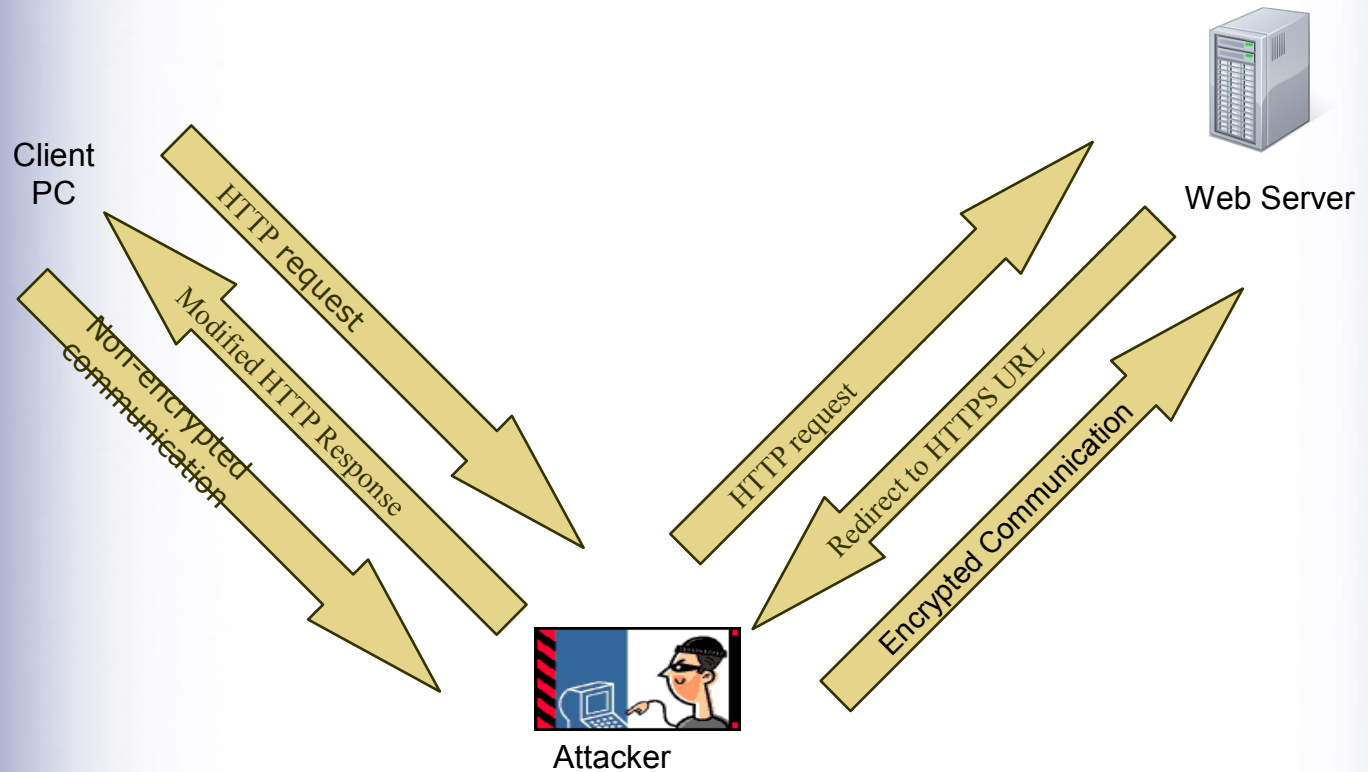 Client
PC
Web Server
HTTP request
Modified HTTP Response
Non-encrypted
communication
HTTP request
Redirect to HTTPS URL
Encrypted Communication
Attacker